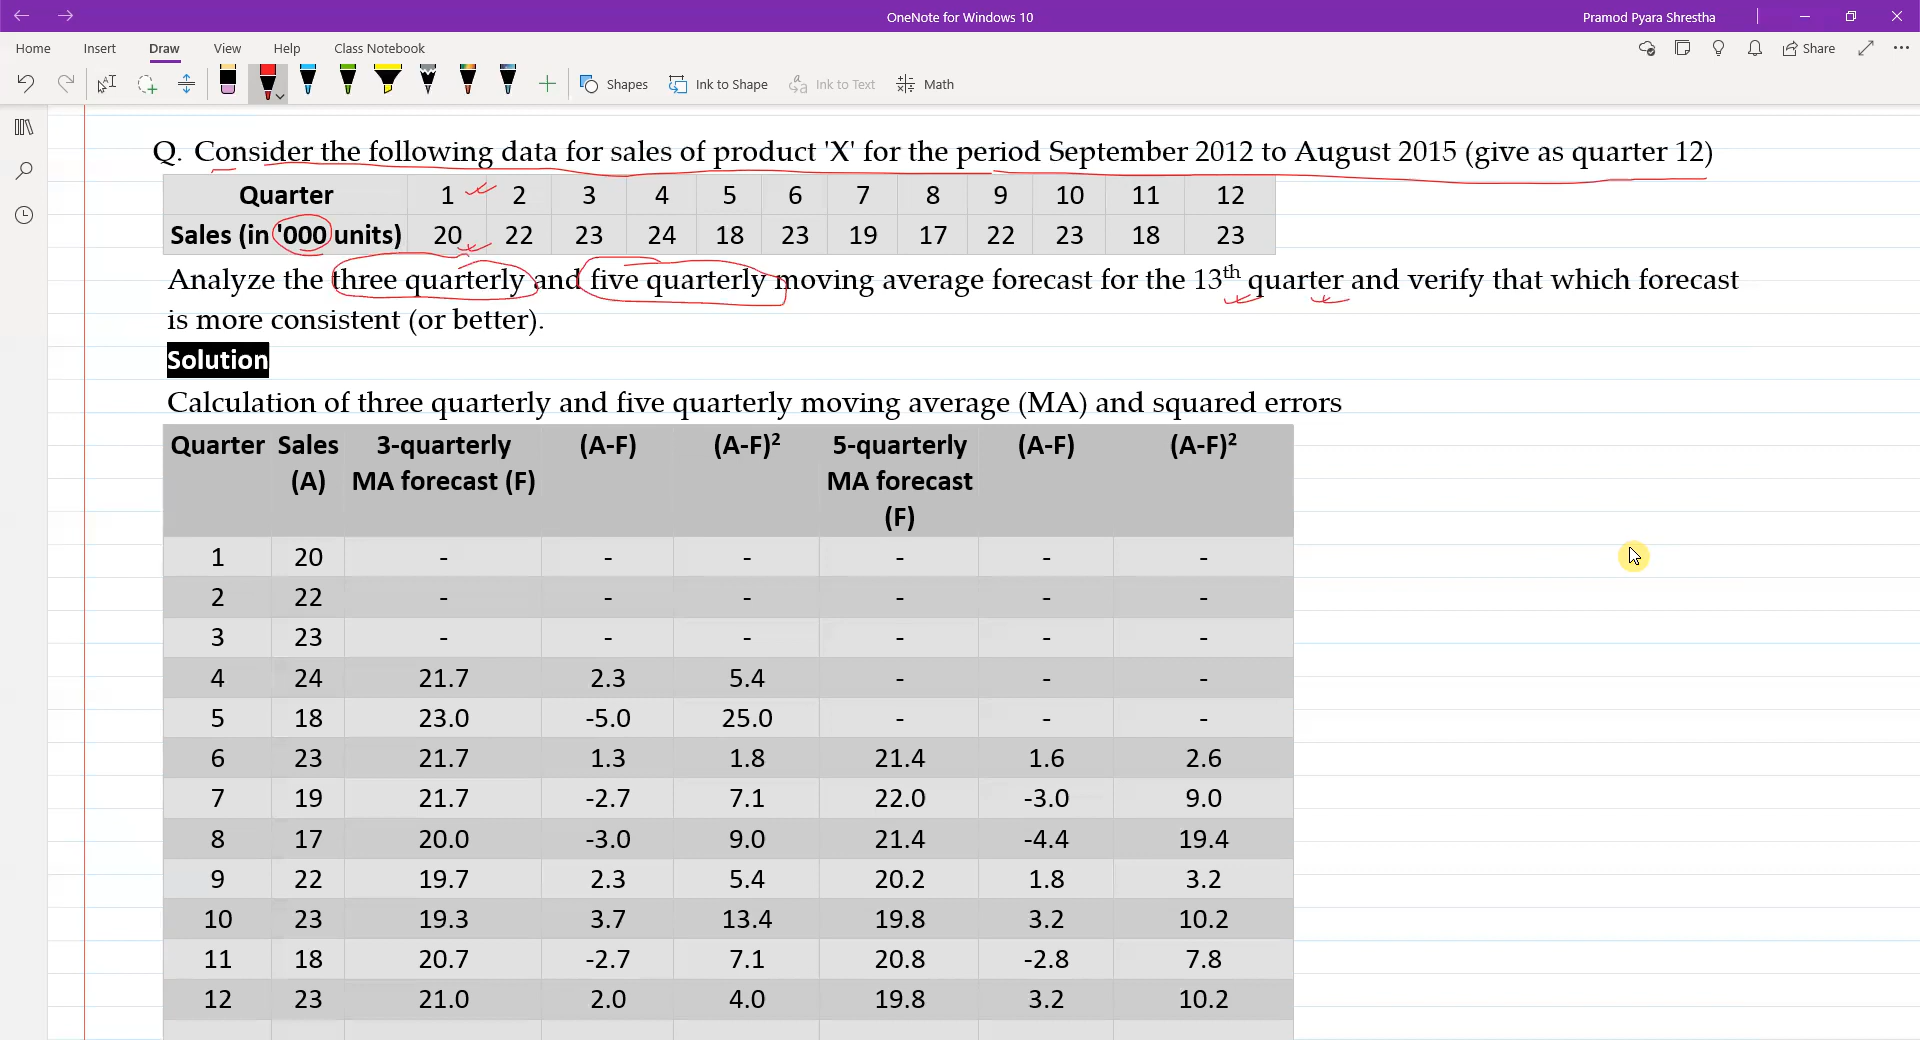 OneNote for Windows 10
Pramod Pyara Shrestha
Home Insert Draw View Help Class Notebook
Share
Shapes Ink to Shape Ink to Text Math
Q. Consider the following data for sales of product 'X' for the period September 2012 to August 2015 (give as quarter 12)
Quarter 1 2 3 4 5 6 7 8 9 10 11 12
Sales (in '000 units) 20 22 23 24 18 23 19 17 22 23 18 23
Analyze the three quarterly and five quarterly moving average forecast for the 13th quarter and verify that which forecast
is more consistent (or better).
Solution
Calculation of three quarterly and five quarterly moving average (MA) and squared errors
Quarter Sales 3-quarterly (A-F) (A-F)² 5-quarterly (A-F) (A-F)²
(A) MA forecast (F) MA forecast
(F)
1 20 - - - - - -
2 22 - - - - - -
3 23 - - - - - -
4 24 21.7 2.3 5.4 - - -
5 18 23.0 -5.0 25.0 - - -
6 23 21.7 1.3 1.8 21.4 1.6 2.6
7 19 21.7 -2.7 7.1 22.0 -3.0 9.0
8 17 20.0 -3.0 9.0 21.4 -4.4 19.4
9 22 19.7 2.3 5.4 20.2 1.8 3.2
10 23 19.3 3.7 13.4 19.8 3.2 10.2
11 18 20.7 -2.7 7.1 20.8 -2.8 7.8
12 23 21.0 2.0 4.0 19.8 3.2 10.2